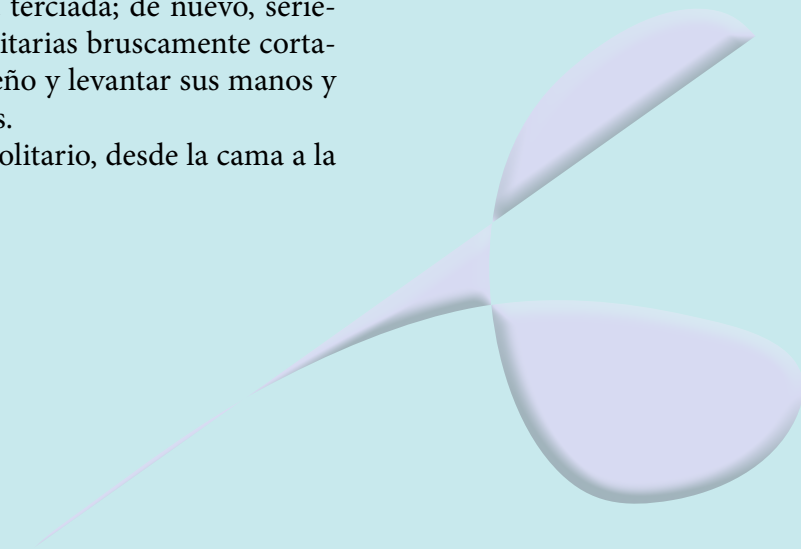 terciada; de nuevo, serie-
itarias bruscamente corta-
eño y levantar sus manos y
s.
olitario, desde la cama a la